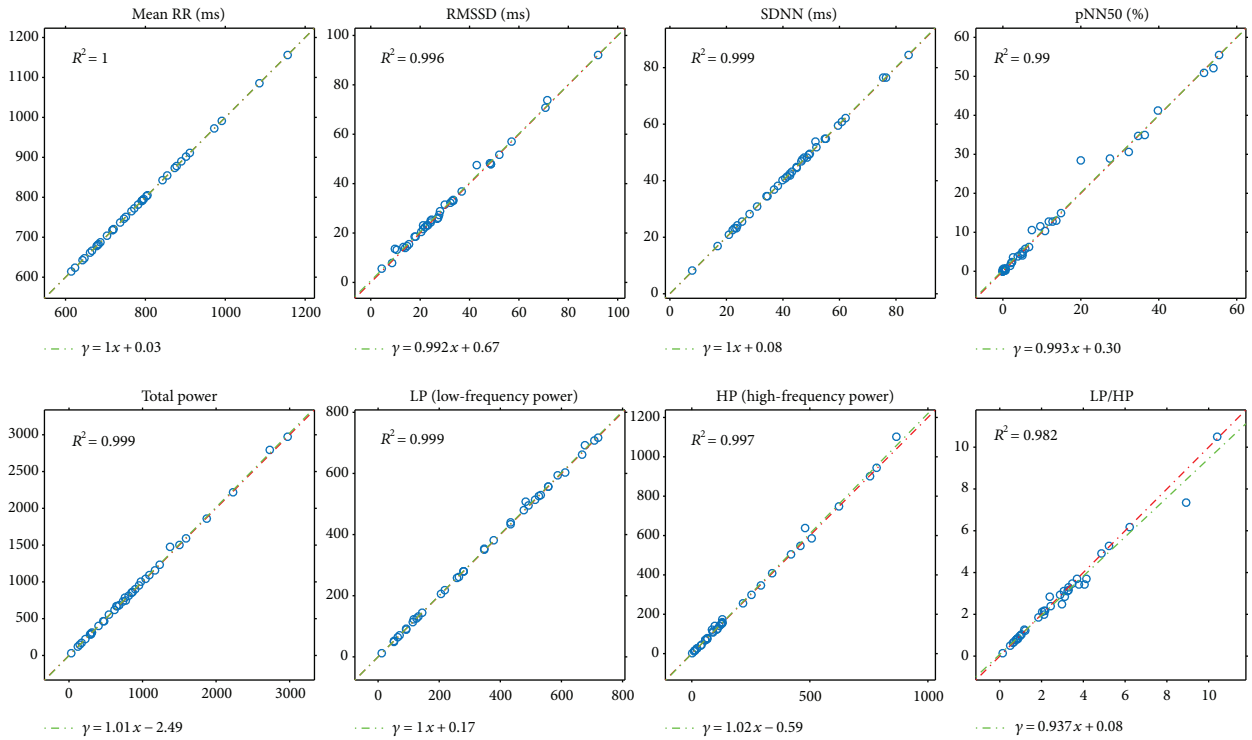 Mean RR (ms)
R² = 1
1200
1100
1000
900
800
700
600
600 800 1000 1200
γ = 1x + 0.03
RMSSD (ms)
R² = 0.996
100
80
60
40
20
0
0 20 40 60 80 100
γ = 0.992x + 0.67
SDNN (ms)
R² = 0.999
80
60
40
20
0
0 20 40 60 80
γ = 1x + 0.08
pNN50 (%)
R² = 0.99
60
50
40
30
20
10
0
0 20 40 60
γ = 0.993x + 0.30
Total power
R² = 0.999
3000
2500
2000
1500
1000
500
0
0 1000 2000 3000
γ = 1.01x − 2.49
LP (low-frequency power)
R² = 0.999
800
600
400
200
0
0 200 400 600 800
γ = 1x + 0.17
HP (high-frequency power)
R² = 0.997
1200
1000
800
600
400
200
0
0 500 1000
γ = 1.02x − 0.59
LP/HP
R² = 0.982
10
8
6
4
2
0
0 2 4 6 8 10
γ = 0.937x + 0.08